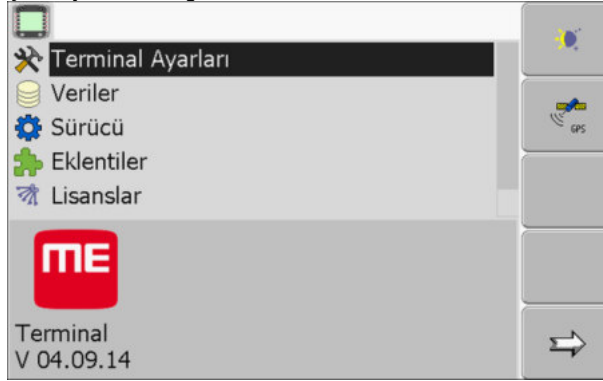 Terminal Ayarları
Veriler
Sürücü
Eklentiler
Lisanslar
GPS
ME
Terminal
V 04.09.14